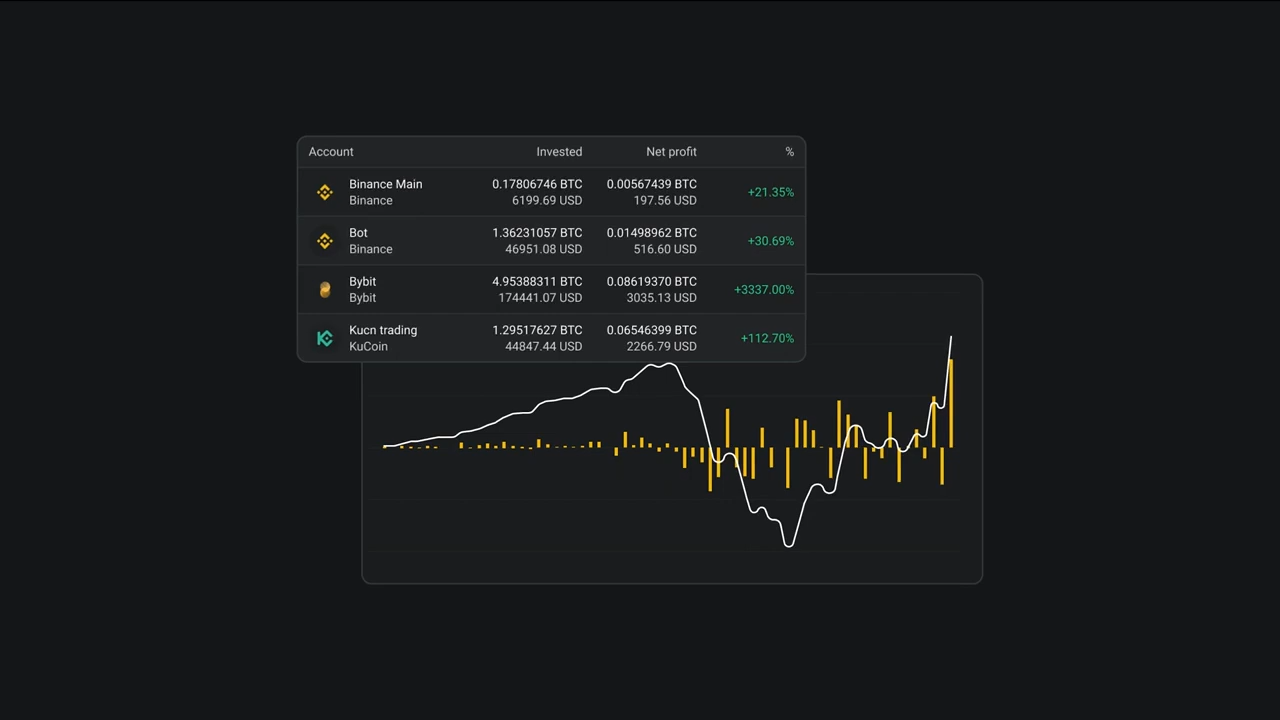 Account Invested Net profit %
Binance Main 0.17806746 BTC 0.00567439 BTC +21.35%
Binance 6199.69 USD 197.56 USD
Bot 1.36231057 BTC 0.01498962 BTC +30.69%
Binance 46951.08 USD 516.60 USD
Bybit 4.95388311 BTC 0.08619370 BTC +3337.00%
Bybit 174441.07 USD 3035.13 USD
Kucn trading 1.29517627 BTC 0.06546399 BTC +112.70%
KuCoin 44847.44 USD 2266.79 USD